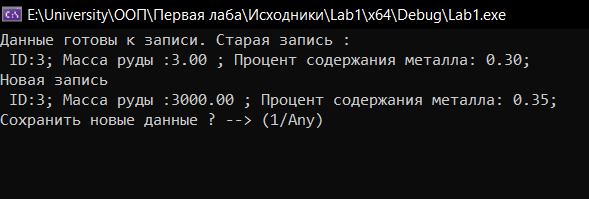 E:\University\ООП\Первая лаба\Исходники\Lab1\x64\Debug\Lab1.exe
Данные готовы к записи. Старая запись :
ID:3; Масса руды :3.00 ; Процент содержания металла: 0.30;
Новая запись
ID:3; Масса руды :3000.00 ; Процент содержания металла: 0.35;
Сохранить новые данные ? --> (1/Any)